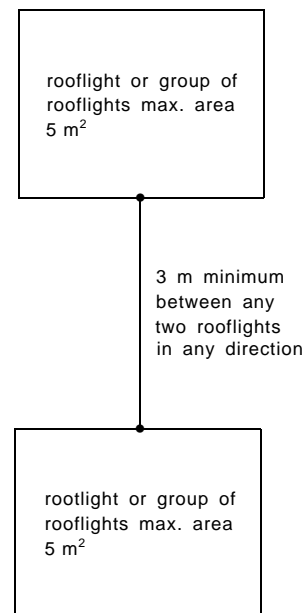 rooflight or group of
rooflights max. area
5 m²
3 m minimum
between any
two rooflights
in any direction
rootlight or group of
rooflights max. area
5 m²